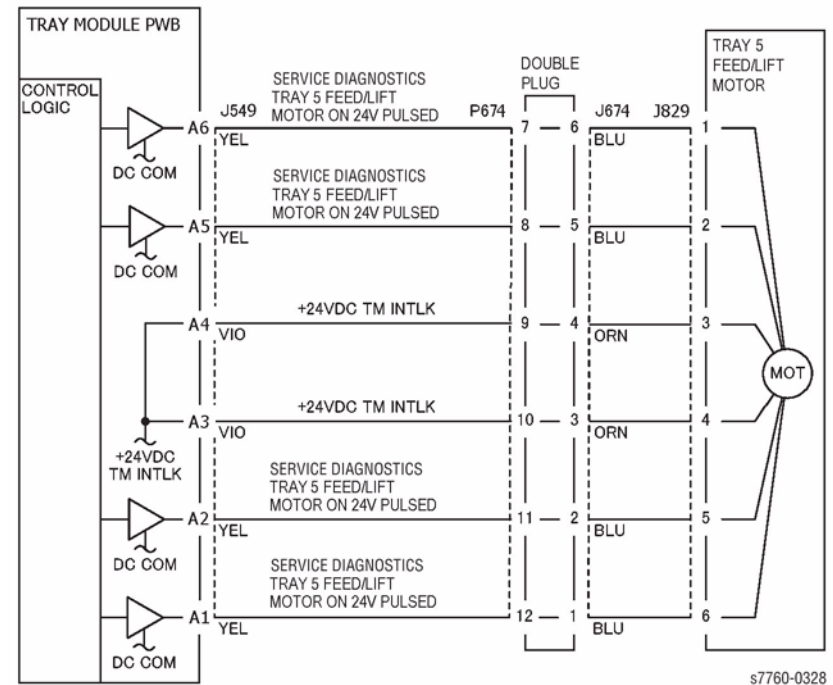 TRAY MODULE PWB
CONTROL
LOGIC
DOUBLE
PLUG
TRAY 5
FEED/LIFT
MOTOR
SERVICE DIAGNOSTICS
TRAY 5 FEED/LIFT
MOTOR ON 24V PULSED
J549
P674
J674
J829
A6
YEL
7
6
BLU
1
DC COM
SERVICE DIAGNOSTICS
TRAY 5 FEED/LIFT
MOTOR ON 24V PULSED
A5
YEL
8
5
BLU
2
DC COM
+24VDC TM INTLK
A4
VIO
9
4
ORN
3
MOT
+24VDC TM INTLK
A3
VIO
10
3
ORN
4
+24VDC
TM INTLK
SERVICE DIAGNOSTICS
TRAY 5 FEED/LIFT
MOTOR ON 24V PULSED
A2
YEL
11
2
BLU
5
DC COM
SERVICE DIAGNOSTICS
TRAY 5 FEED/LIFT
MOTOR ON 24V PULSED
A1
YEL
12
1
BLU
6
DC COM
s7760-0328